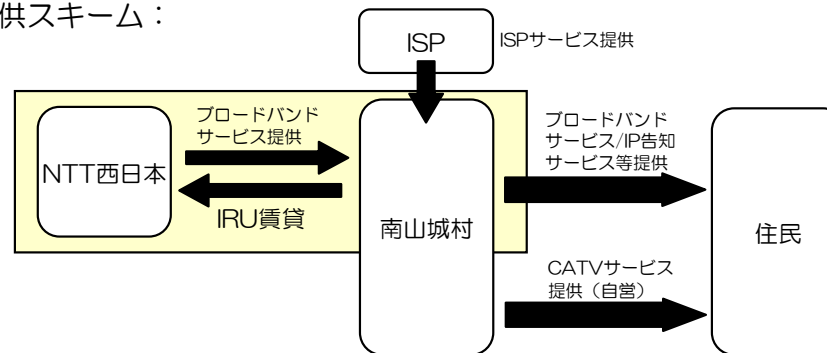 供スキーム：
ISP
ISPサービス提供
ブロードバンド
サービス提供
NTT西日本
IRU賃貸
南山城村
ブロードバンド
サービス/IP告知
サービス等提供
住民
CATVサービス
提供（自営）